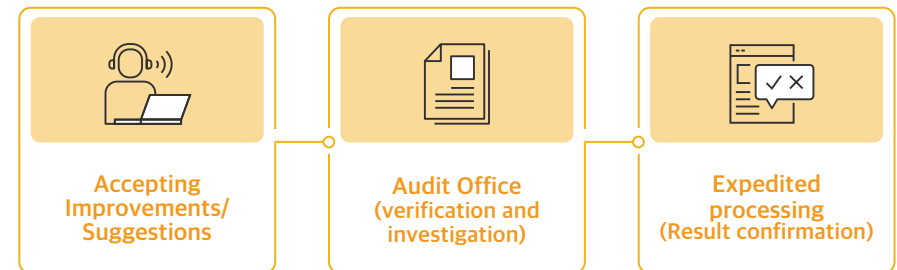 Accepting
Improvements/
Suggestions
Audit Office
(verification and
investigation)
Expedited
processing
(Result confirmation)